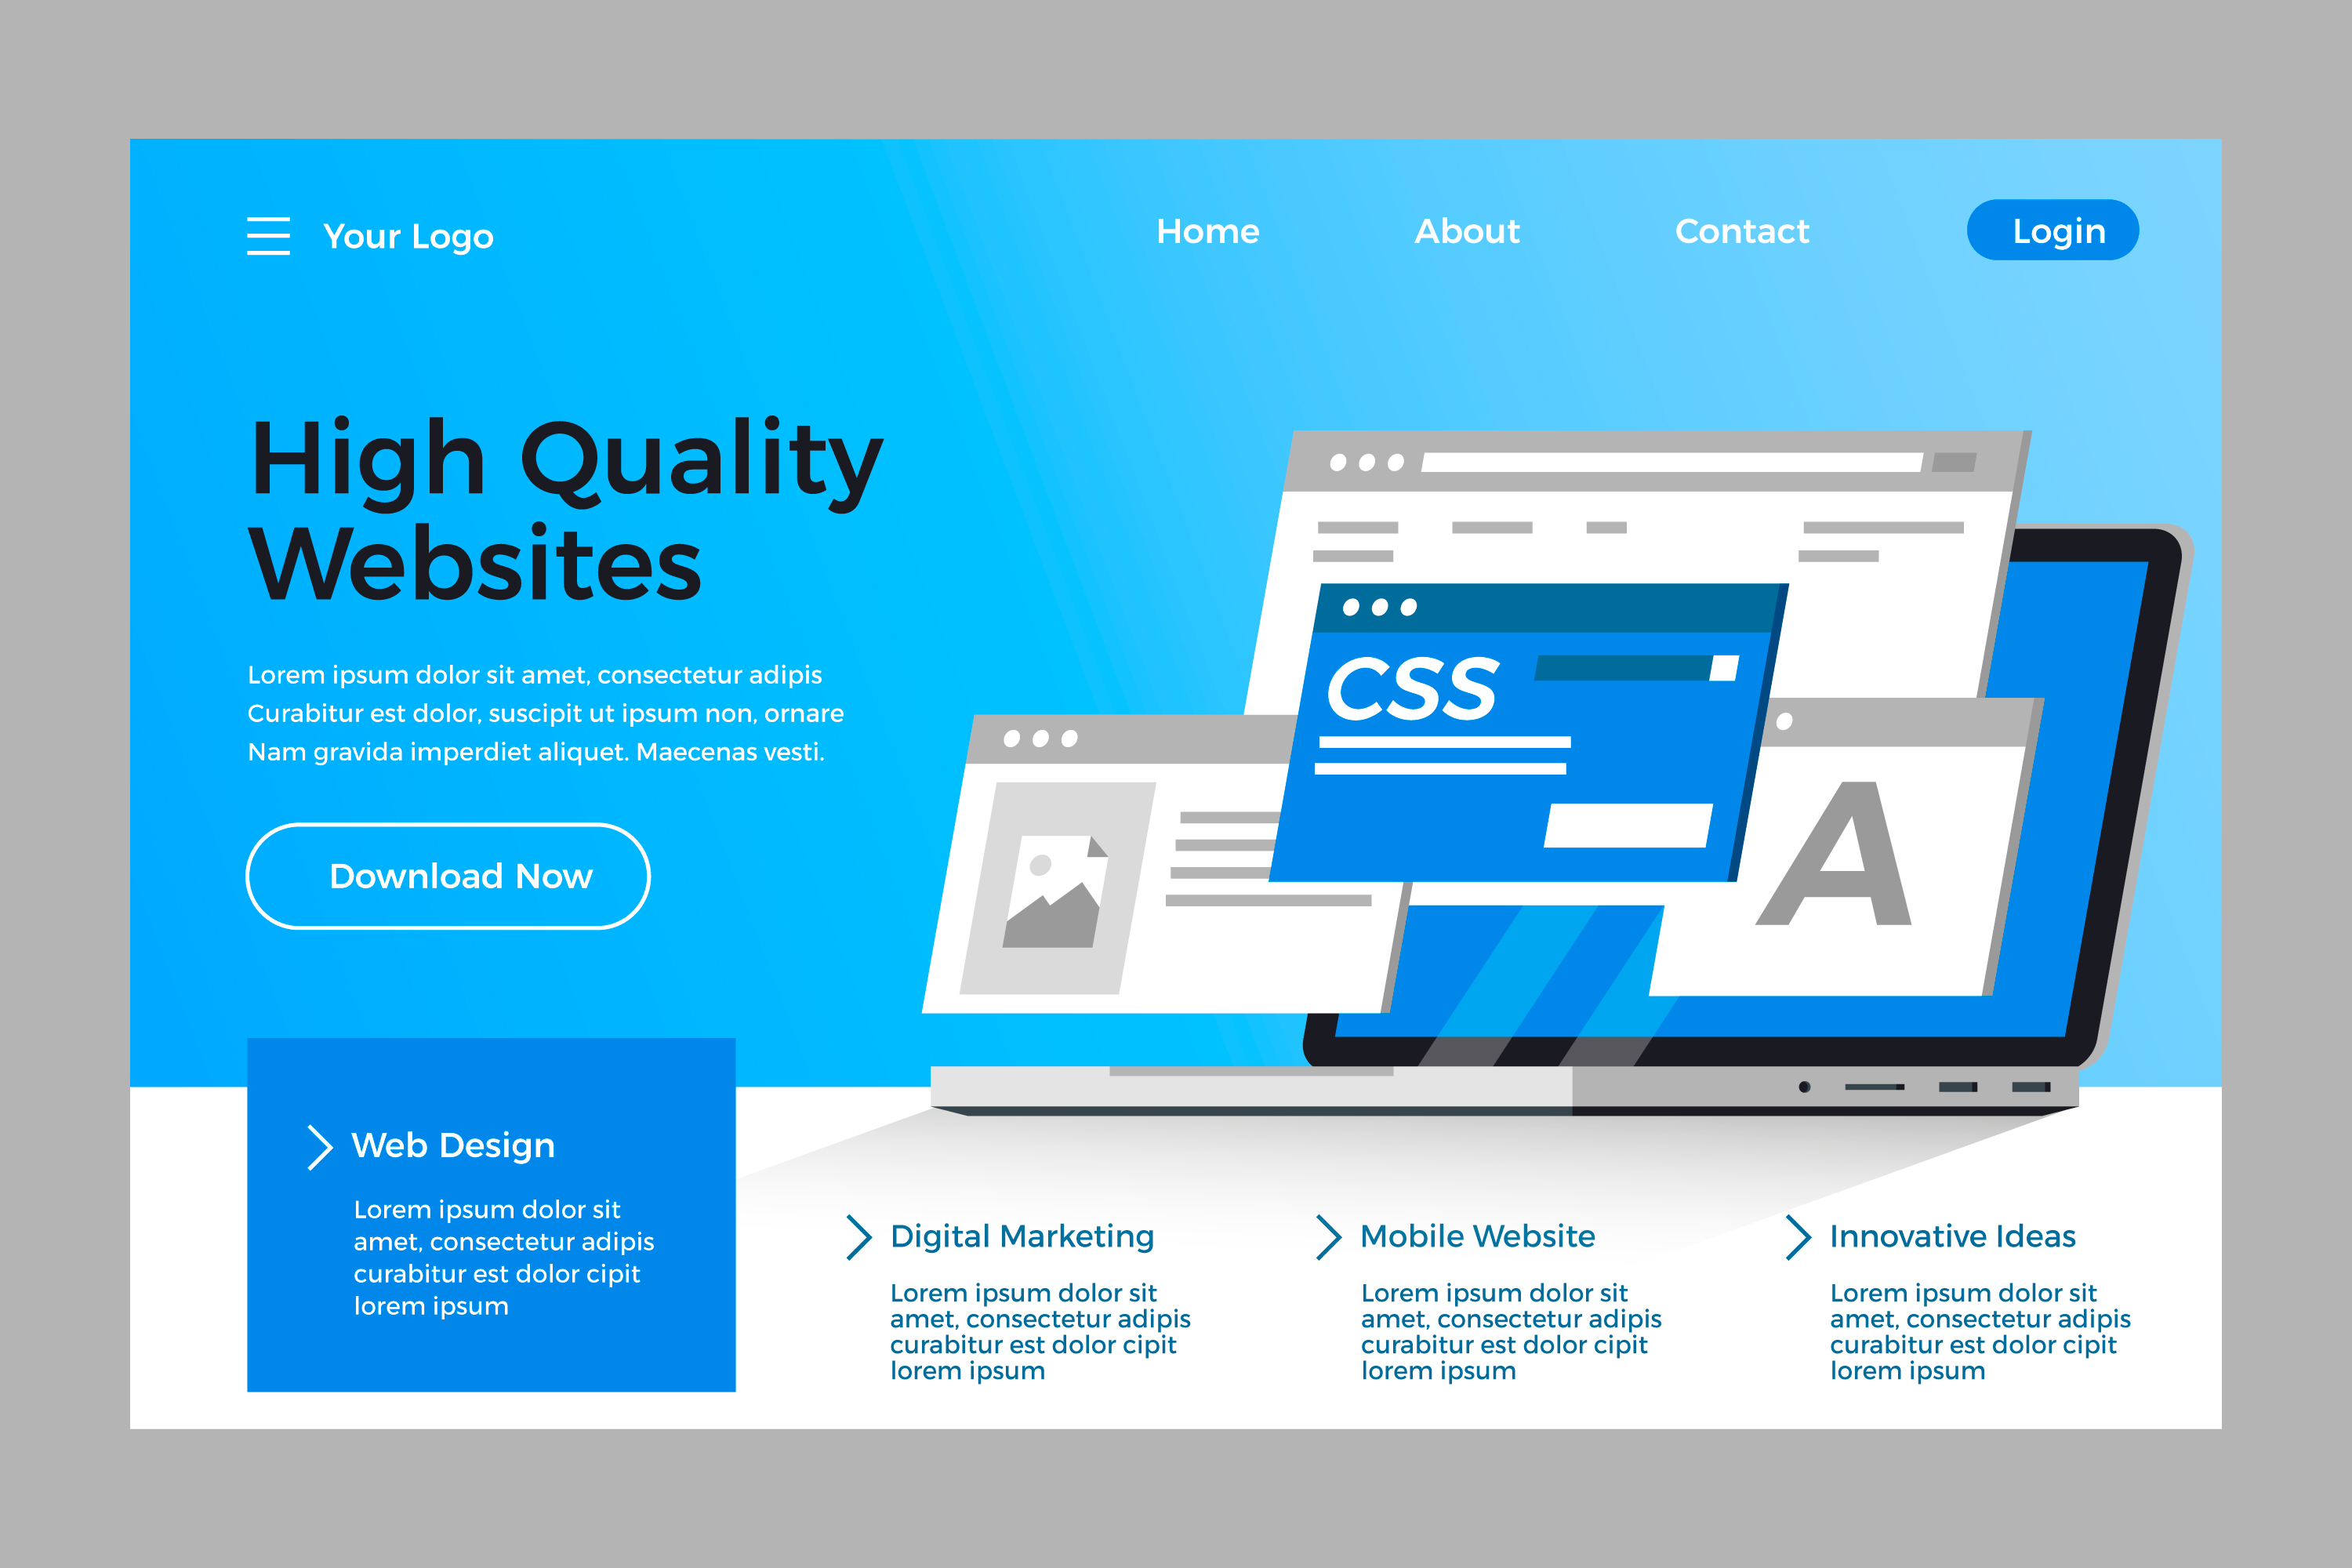 Your Logo
Home
About
Contact
Login
High Quality
Websites
Lorem ipsum dolor sit amet, consectetur adipis
Curabitur est dolor, suscipit ut ipsum non, ornare
Nam gravida imperdiet aliquet. Maecenas vesti.
Download Now
CSS
A
Web Design
Lorem ipsum dolor sit
amet, consectetur adipis
curabitur est dolor cipit
lorem ipsum
Digital Marketing
Lorem ipsum dolor sit
amet, consectetur adipis
curabitur est dolor cipit
lorem ipsum
Mobile Website
Lorem ipsum dolor sit
amet, consectetur adipis
curabitur est dolor cipit
lorem ipsum
Innovative Ideas
Lorem ipsum dolor sit
amet, consectetur adipis
curabitur est dolor cipit
lorem ipsum